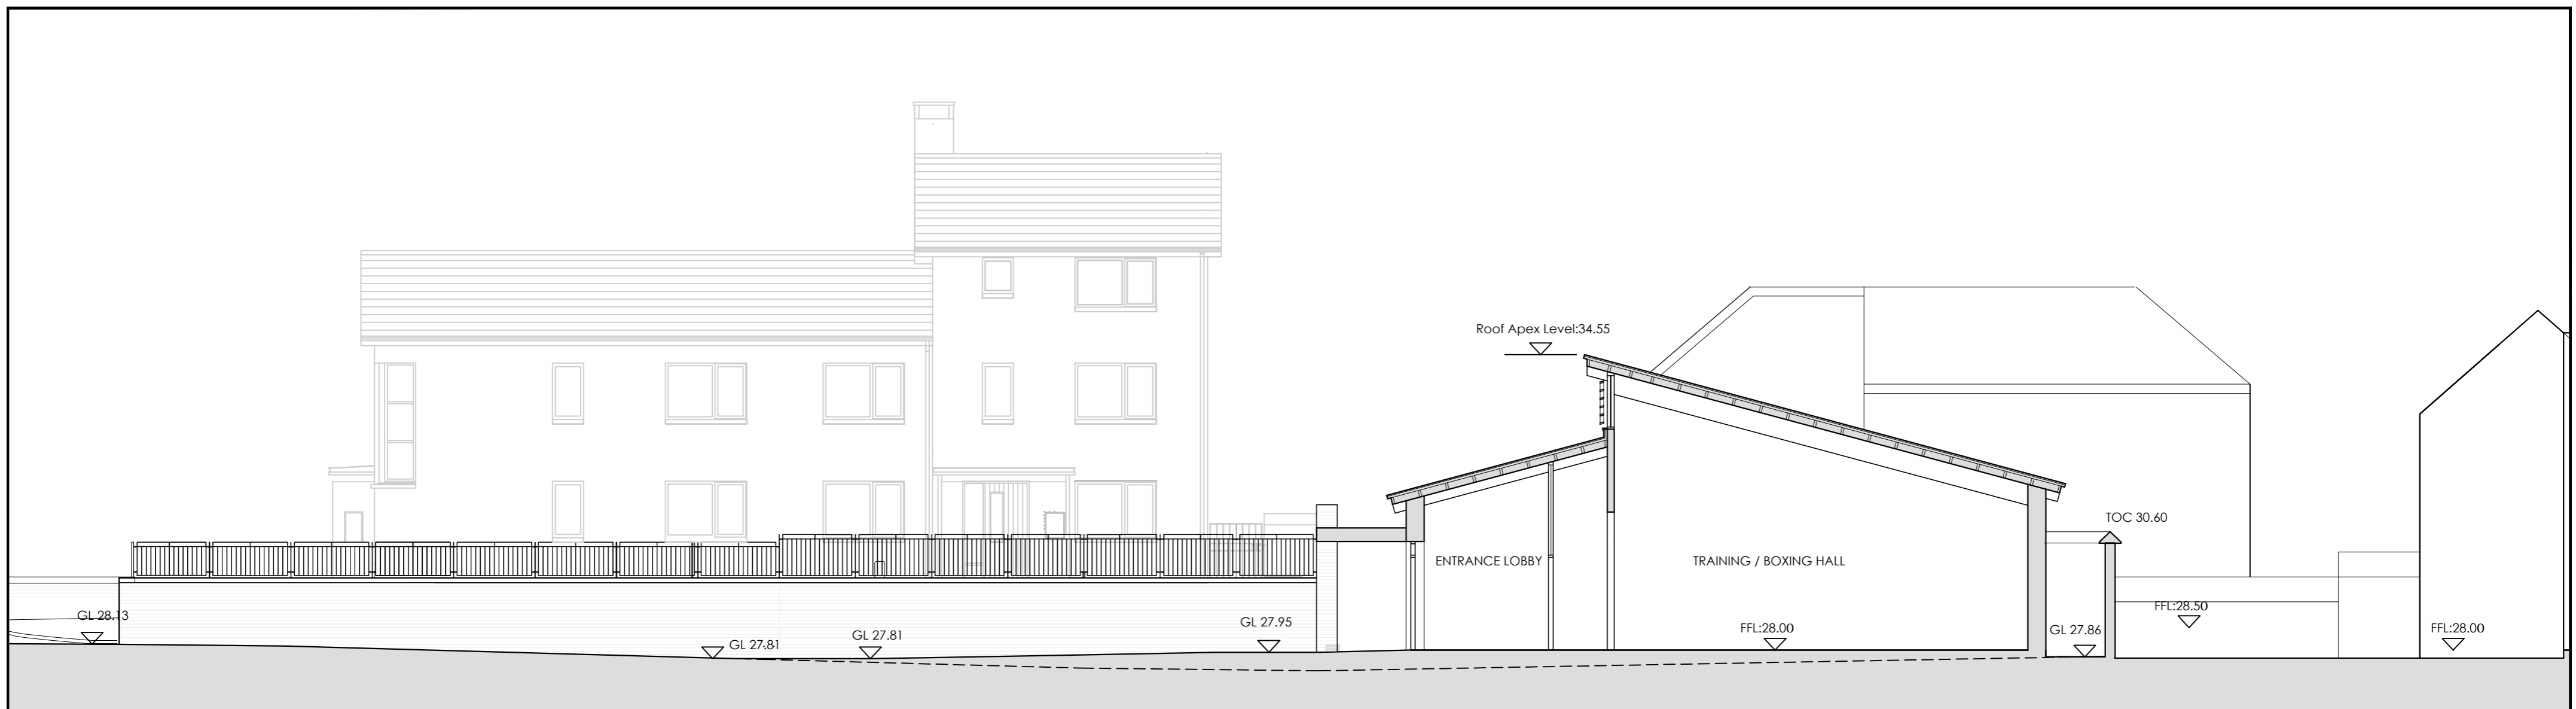 Roof Apex Level:34.55
TOC 30.60
ENTRANCE LOBBY
TRAINING / BOXING HALL
GL 28.13
GL 27.81
GL 27.81
GL 27.95
FFL:28.00
GL 27.86
FFL:28.50
FFL:28.00